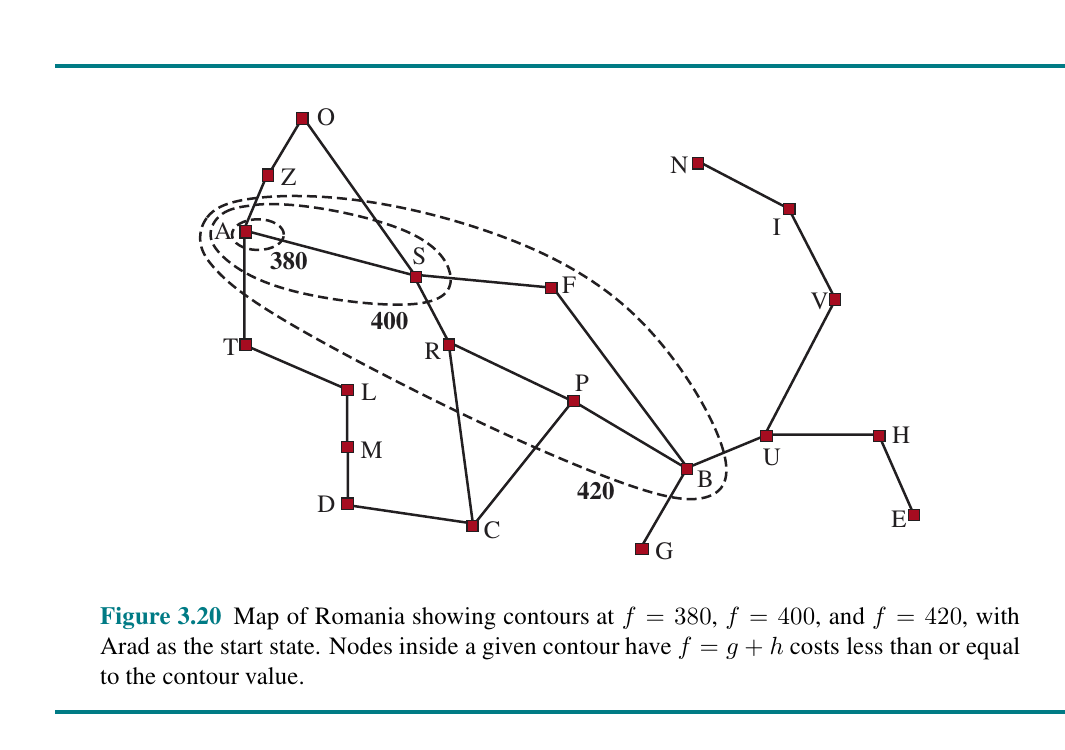 O
N
Z
I
A
S
380
F
V
400
T
R
P
L
H
M
U
B
420
D
E
C
G
Figure 3.20 Map of Romania showing contours at f = 380, f = 400, and f = 420, with
Arad as the start state. Nodes inside a given contour have f = g + h costs less than or equal
to the contour value.